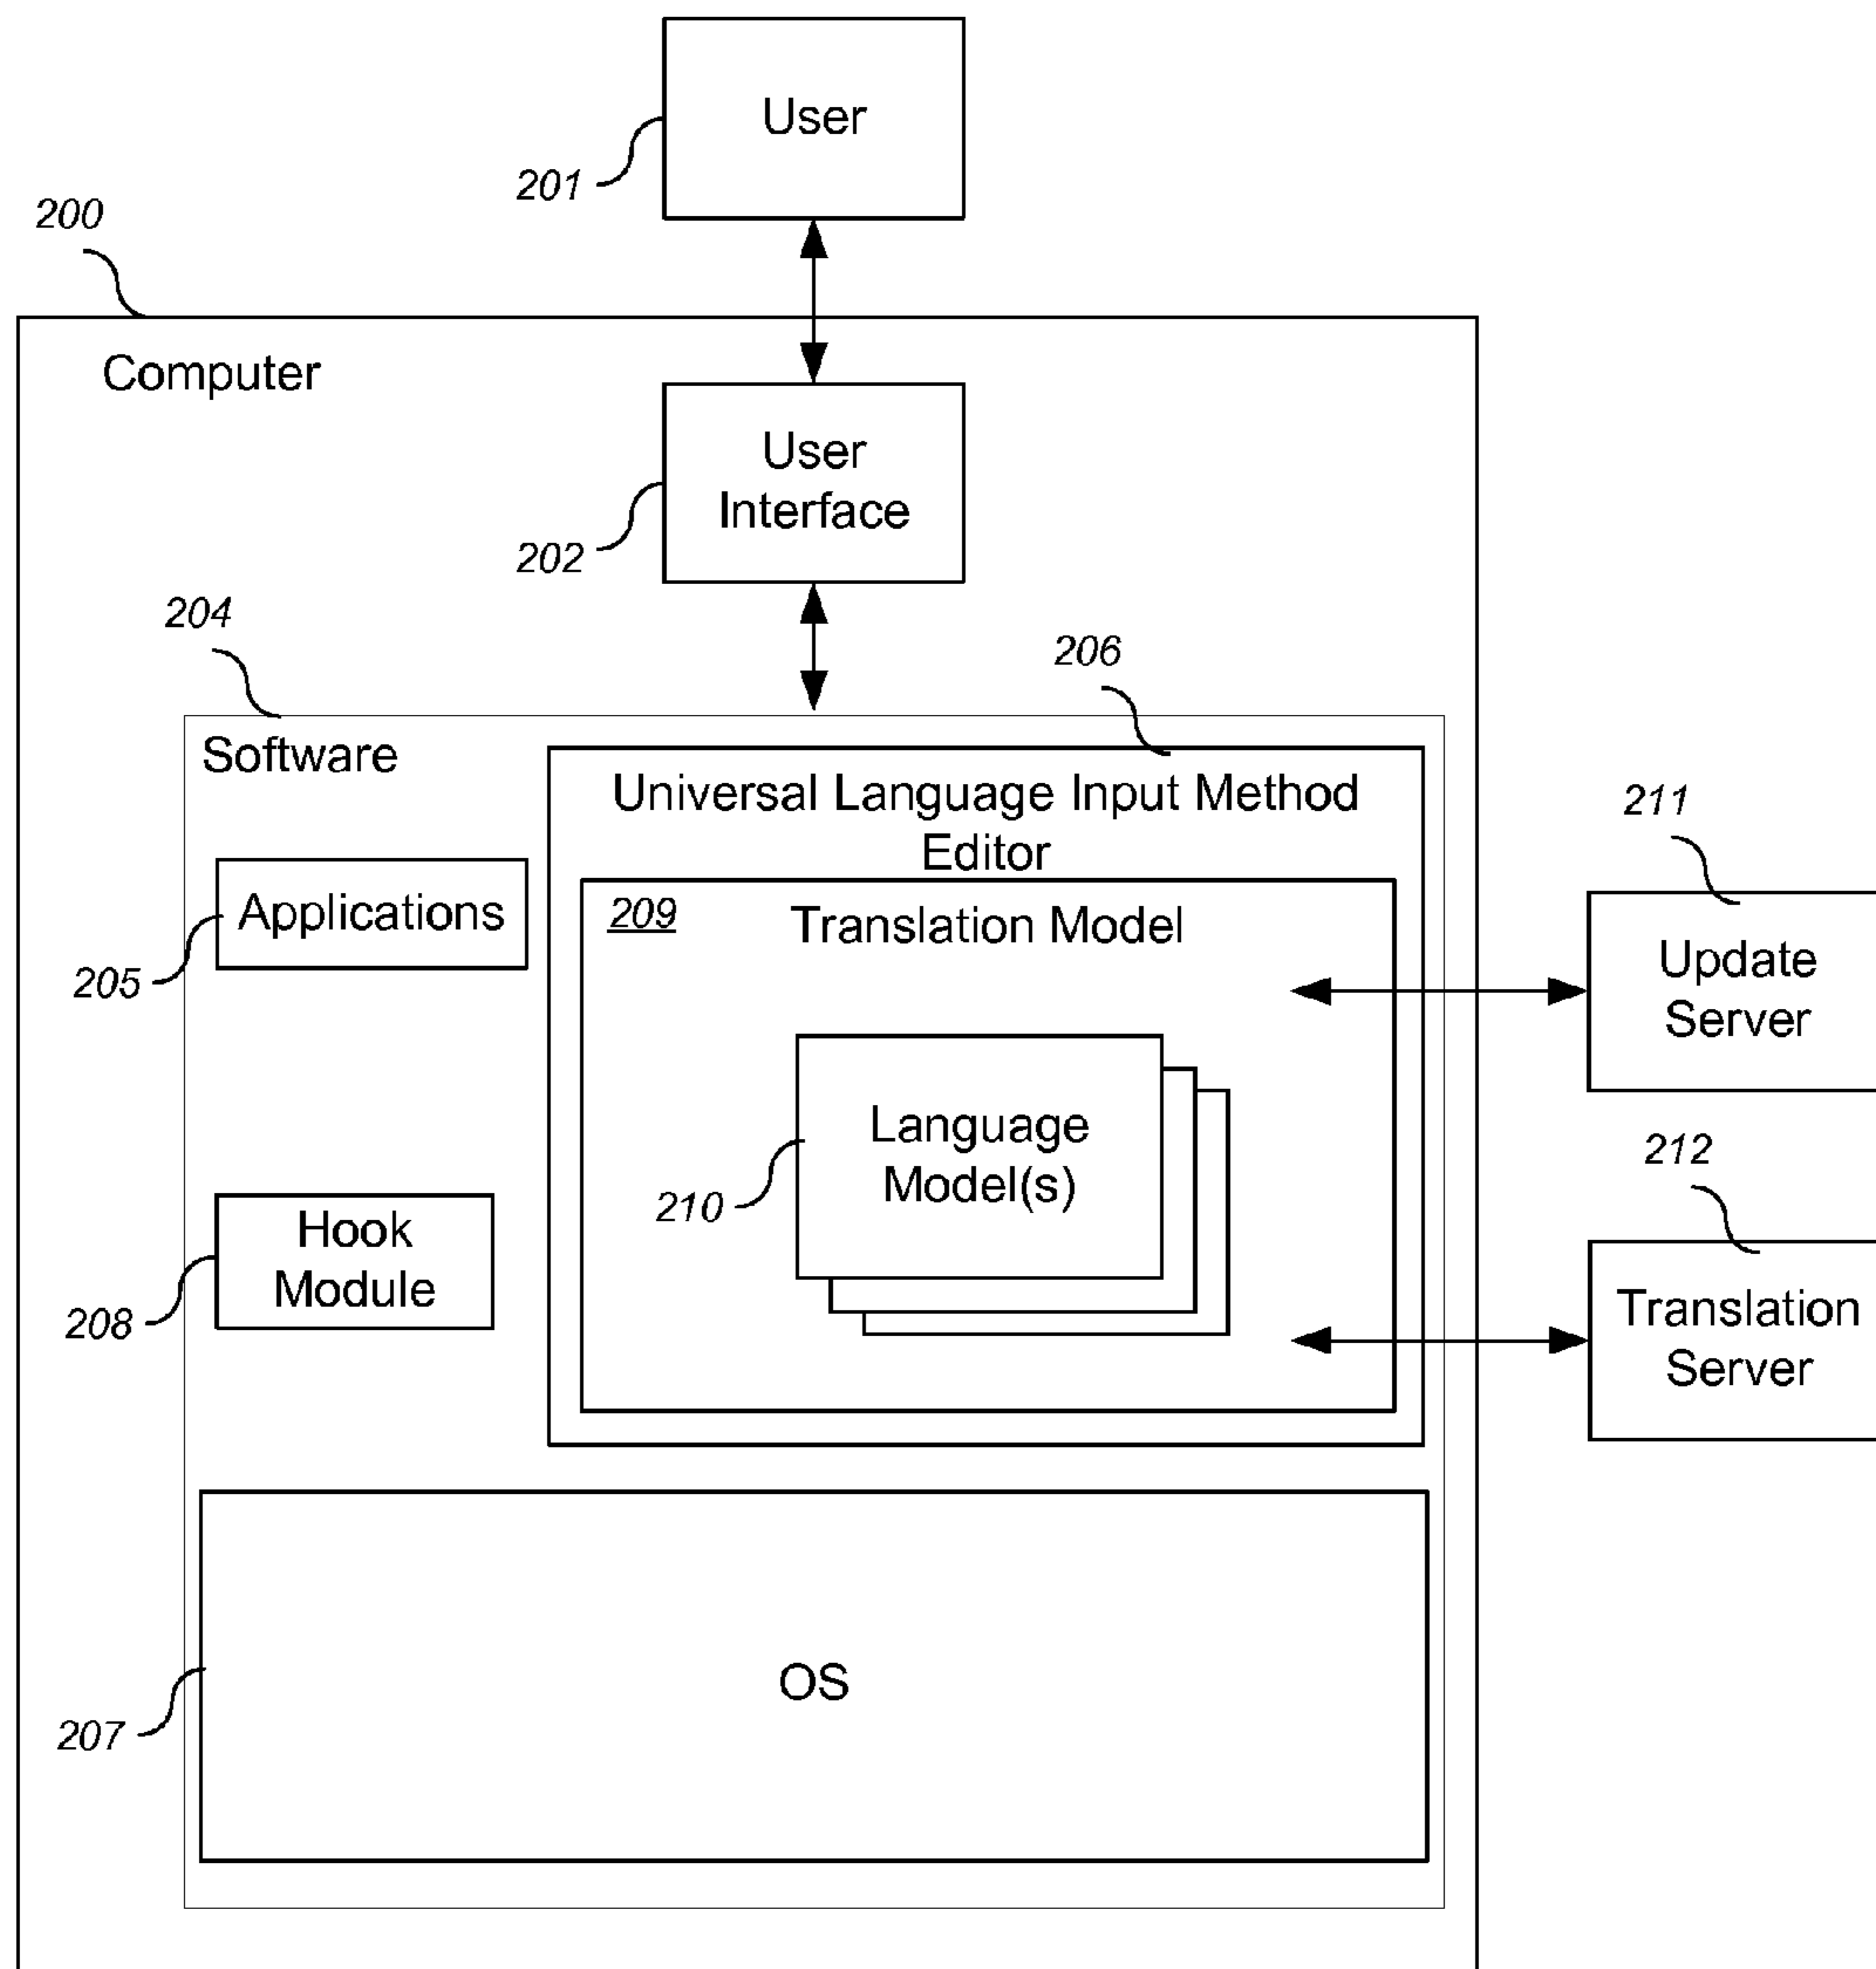 User
201
200
Computer
User
Interface
202
204
206
Software
Universal Language Input Method
Editor
211
Applications
209
Translation Model
205
Update
Server
Language
Model(s)
210
212
Hook
Module
208
Translation
Server
OS
207